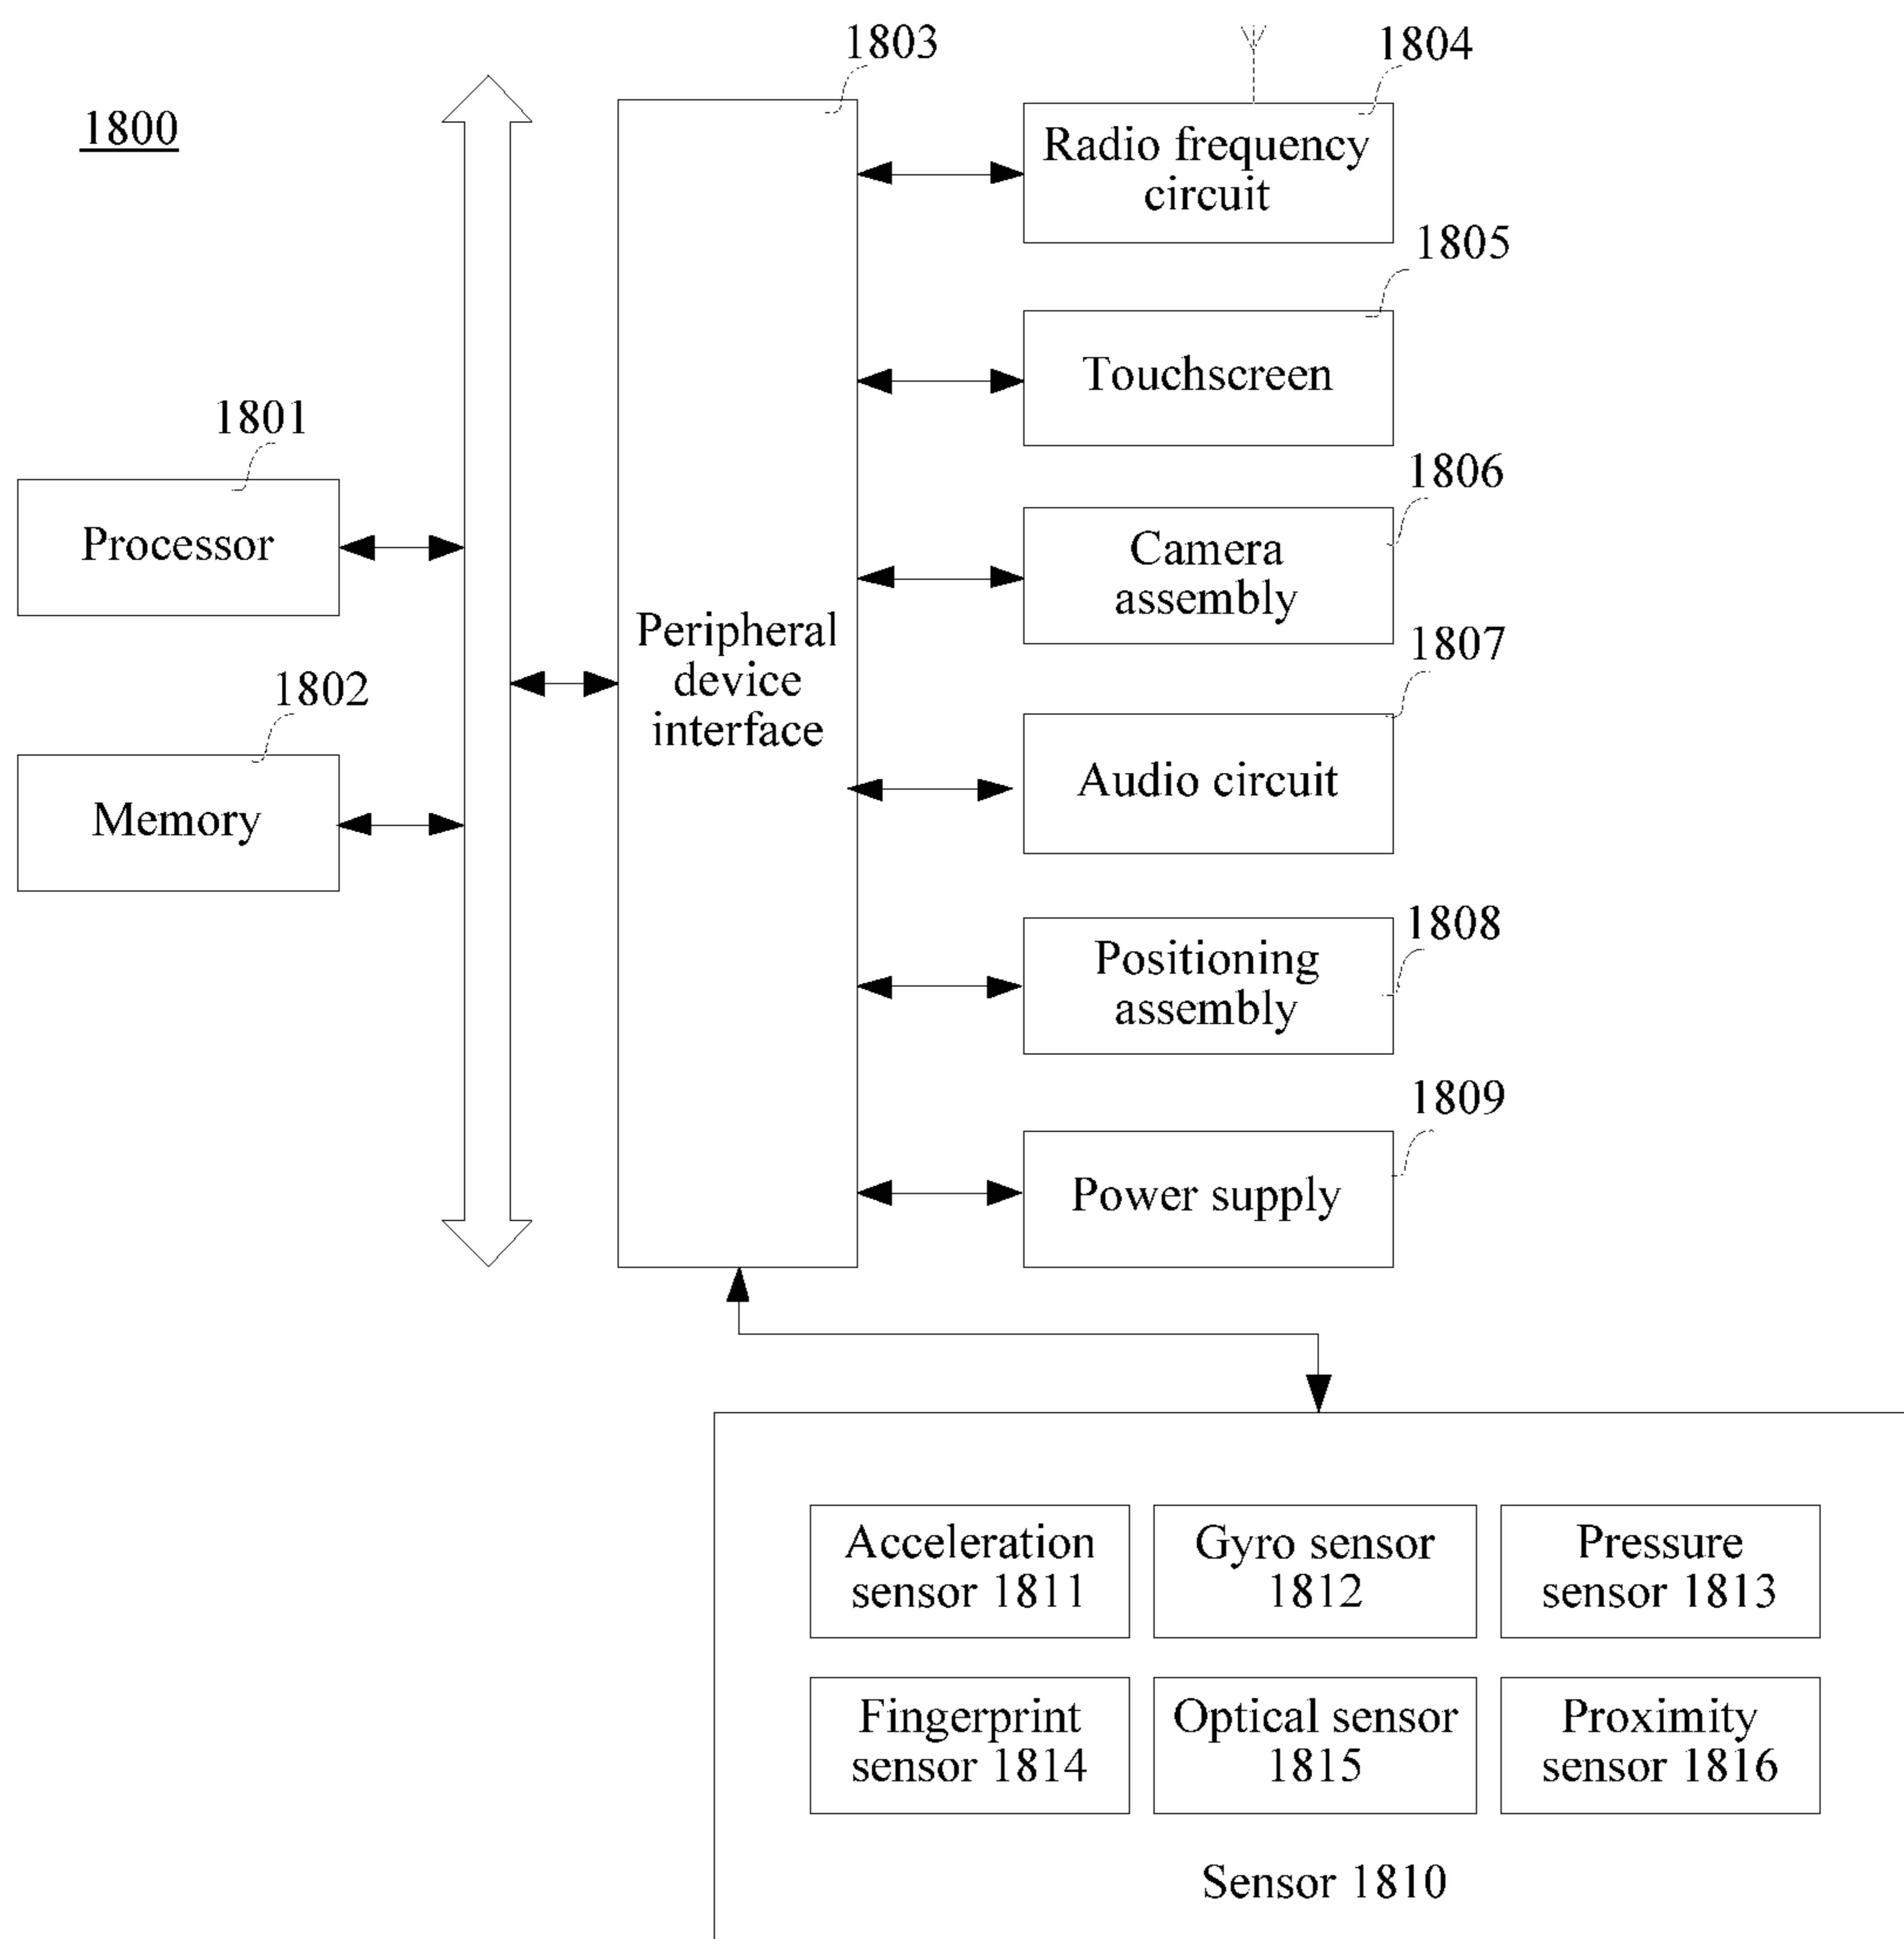 1800
1803
1804
Radio frequency
circuit
1805
Touchscreen
1801
Processor
1806
Camera
assembly
Peripheral
device
interface
1807
Audio circuit
1802
Memory
1808
Positioning
assembly
1809
Power supply
Acceleration
sensor 1811
Gyro sensor
1812
Pressure
sensor 1813
Fingerprint
sensor 1814
Optical sensor
1815
Proximity
sensor 1816
Sensor 1810